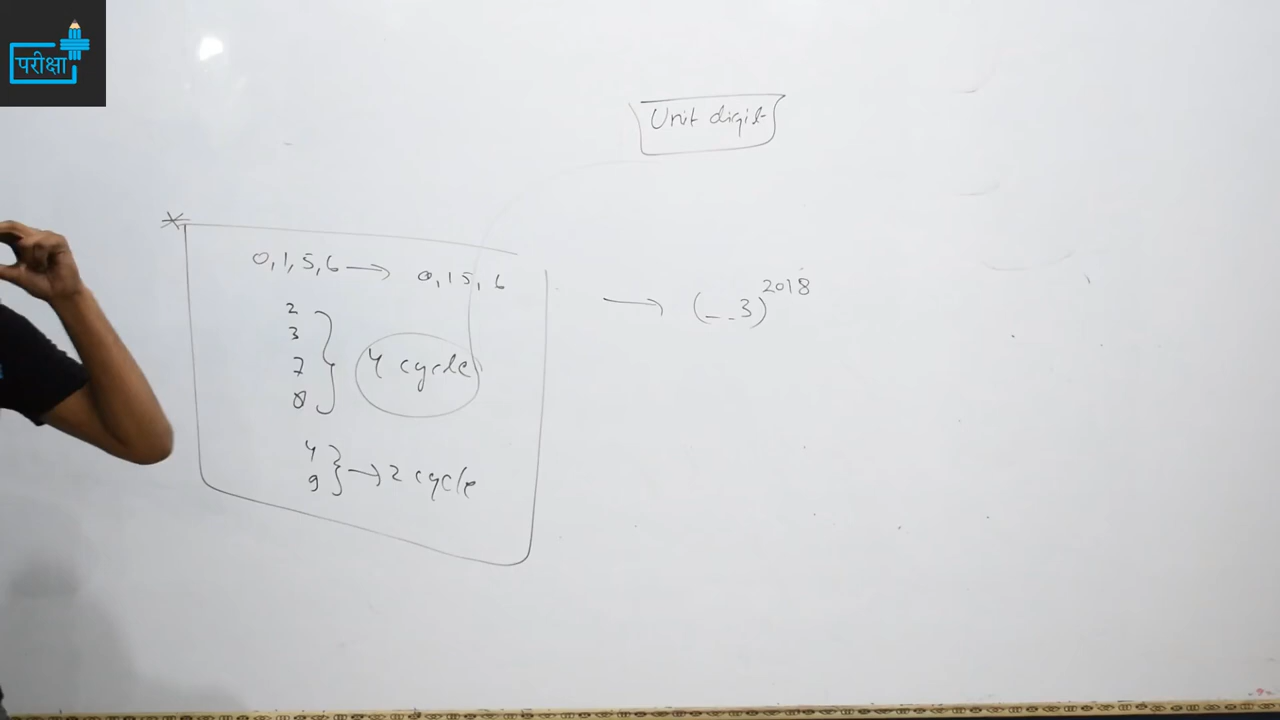 परीक्षा
Unit digit
0, 1, 5, 6 → 0, 1 5, 6
2
3
7
8
4 cycle
4
9
→ 2 cycle
→ (_ _ 3)^2018